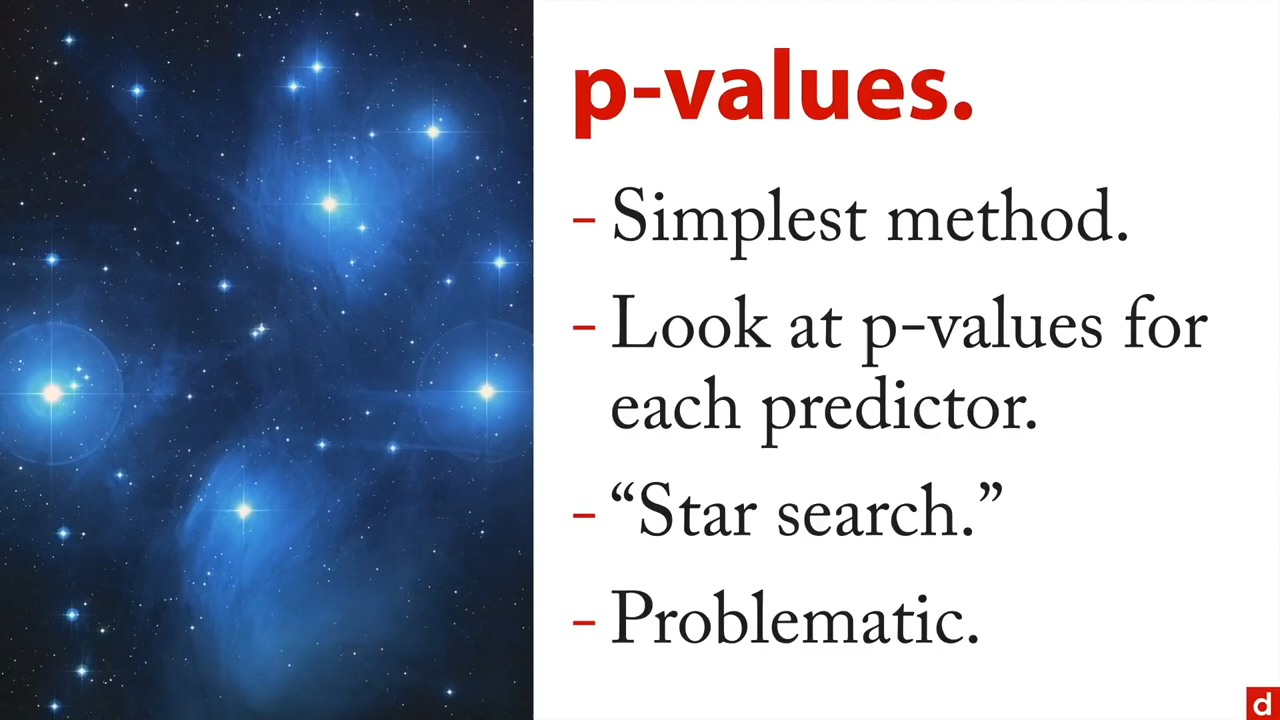 p-values.
- Simplest method.
- Look at p-values for
each predictor.
- “Star search.”
- Problematic.
d